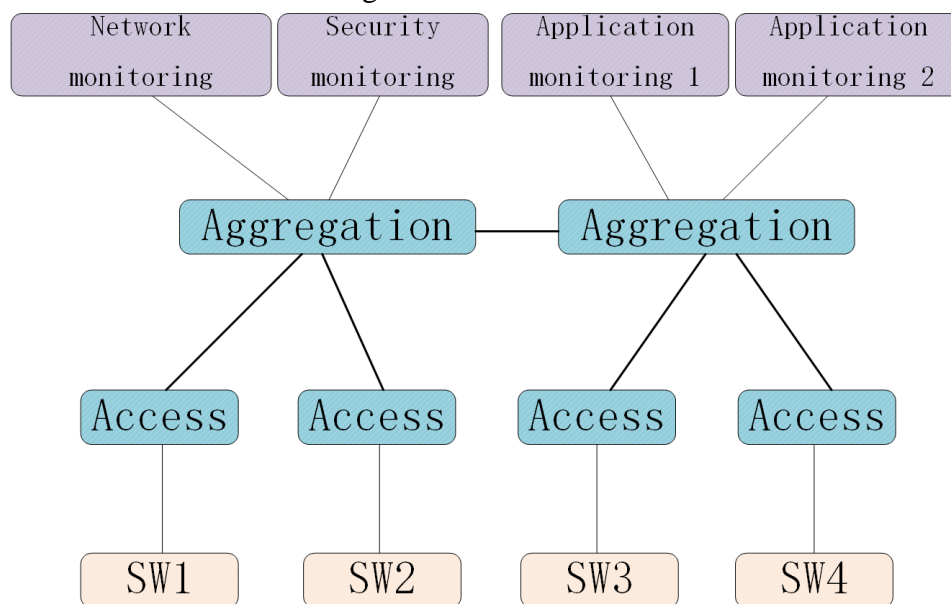 Network monitoring
Security monitoring
Application monitoring 1
Application monitoring 2
Aggregation
Aggregation
Access
Access
Access
Access
SW1
SW2
SW3
SW4